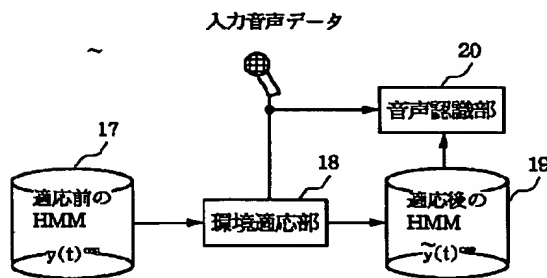 入力音声データ
~
20
音声認識部
17
18
19
適応前の
HMM
y(t)
環境適応部
適応後の
HMM
ỹ(t)